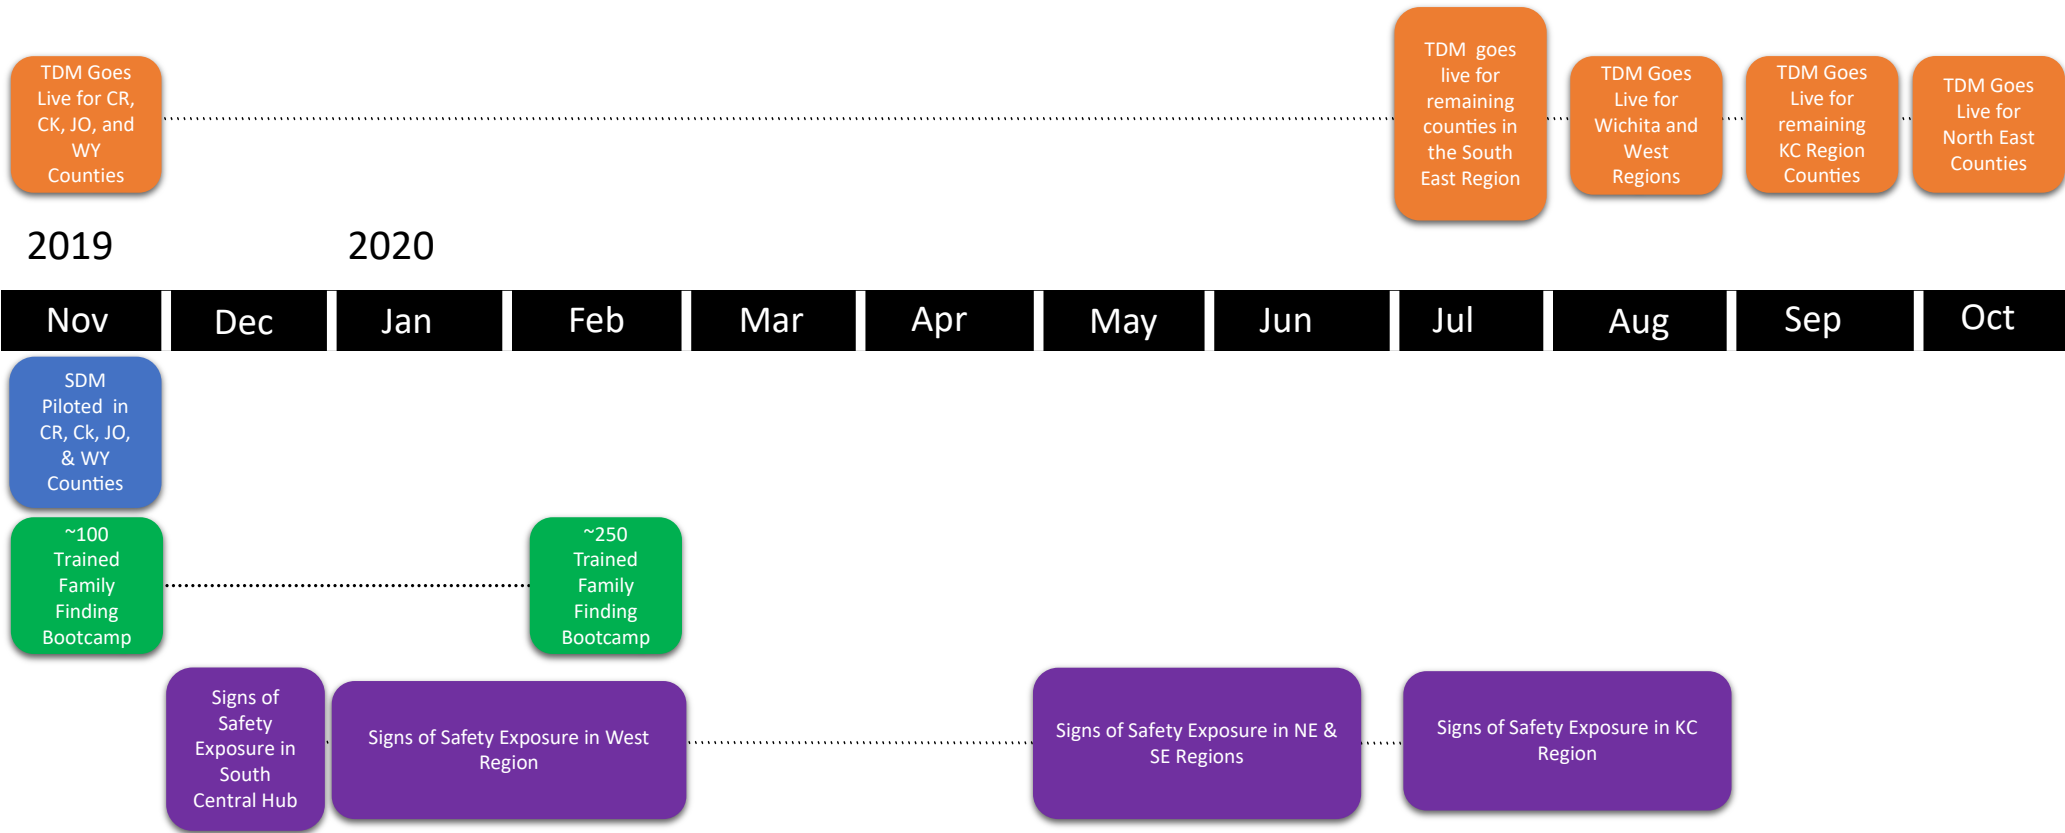 TDM Goes
Live for CR,
CK, JO, and
WY
Counties
TDM goes
live for
remaining
counties in
the South
East Region
TDM Goes
Live for
Wichita and
West
Regions
TDM Goes
Live for
remaining
KC Region
Counties
TDM Goes
Live for
North East
Counties
2019
2020
Nov
Dec
Jan
Feb
Mar
Apr
May
Jun
Jul
Aug
Sep
Oct
SDM
Piloted in
CR, Ck, JO,
& WY
Counties
~100
Trained
Family
Finding
Bootcamp
~250
Trained
Family
Finding
Bootcamp
Signs of
Safety
Exposure in
South
Central Hub
Signs of Safety Exposure in West
Region
Signs of Safety Exposure in NE &
SE Regions
Signs of Safety Exposure in KC
Region